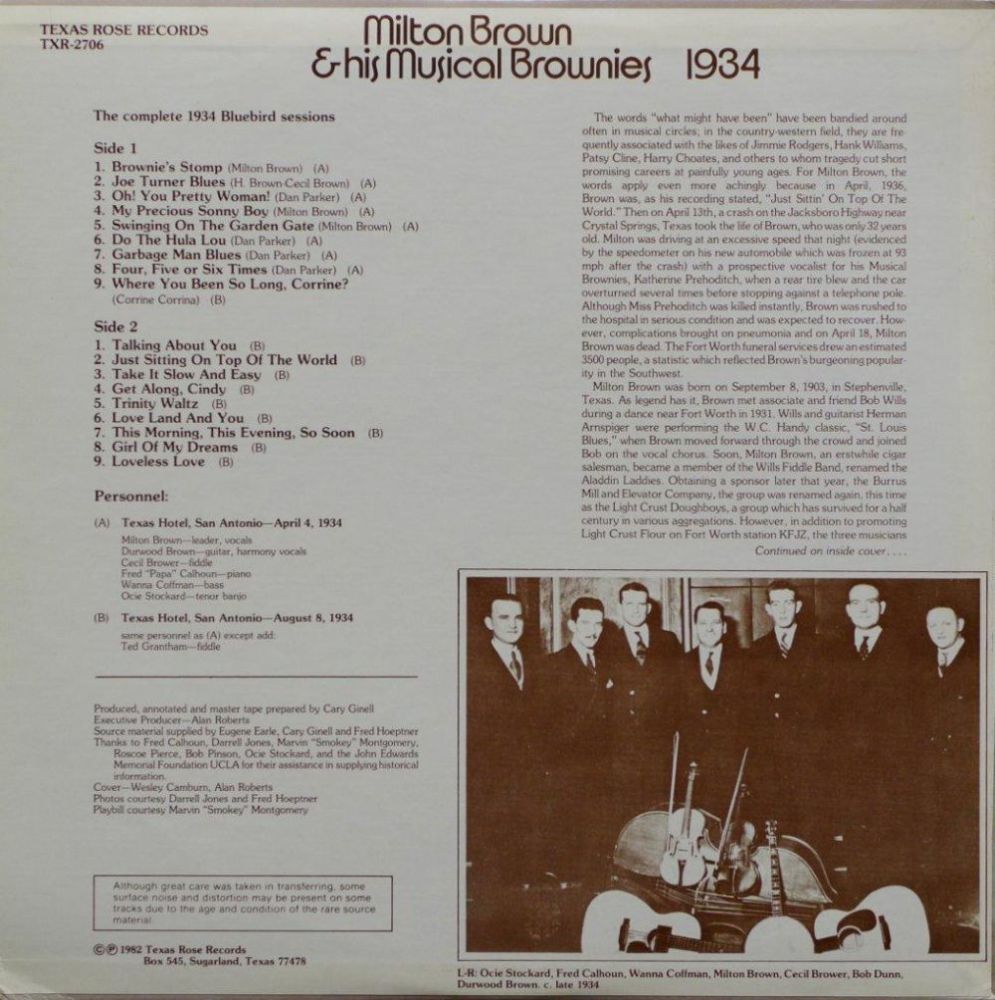 TEXAS ROSE RECORDS
TXR-2706
Milton Brown
& his Musical Brownies 1934
The complete 1934 Bluebird sessions
Side 1
1. Brownie's Stomp (Milton Brown) (A)
2. Joe Turner Blues (H. Brown-Cecil Brown) (A)
3. Oh! You Pretty Woman! (Dan Parker) (A)
4. My Precious Sonny Boy (Milton Brown) (A)
5. Swinging On The Garden Gate (Milton Brown) (A)
6. Do The Hula Lou (Dan Parker) (A)
7. Garbage Man Blues (Dan Parker) (A)
8. Four, Five or Six Times (Dan Parker) (A)
9. Where You Been So Long, Corrine?
(Corrine Corrina) (B)
Side 2
1. Talking About You (B)
2. Just Sitting On Top Of The World (B)
3. Take It Slow And Easy (B)
4. Get Along, Cindy (B)
5. Trinity Waltz (B)
6. Love Land And You (B)
7. This Morning, This Evening, So Soon (B)
8. Girl Of My Dreams (B)
9. Loveless Love (B)
Personnel:
(A) Texas Hotel, San Antonio—April 4, 1934
Milton Brown—leader, vocals
Durwood Brown—guitar, harmony vocals
Cecil Brower—fiddle
Fred "Papa" Calhoun—piano
Wanna Coffman—bass
Ocie Stockard—tenor banjo
(B) Texas Hotel, San Antonio—August 8, 1934
same personnel as (A) except add:
Ted Grantham—fiddle
Produced, annotated and master tape prepared by Cary Ginell
Executive Producer—Alan Roberts
Source material supplied by Eugene Earle, Cary Ginell and Fred Hoeptner
Thanks to Fred Calhoun, Darrell Jones, Marvin "Smokey" Montgomery,
Roscoe Pierce, Bob Pinson, Ocie Stockard, and the John Edwards
Memorial Foundation UCLA for their assistance in supplying historical
information.
Cover—Wesley Camburn, Alan Roberts
Photos courtesy Darrell Jones and Fred Hoeptner
Playbill courtesy Marvin "Smokey" Montgomery
Although great care was taken in transferring, some
surface noise and distortion may be present on some
tracks due to the age and condition of the rare source
material.
©℗ 1982 Texas Rose Records
Box 545, Sugarland, Texas 77478
The words "what might have been" have been bandied around
often in musical circles; in the country-western field, they are fre-
quently associated with the likes of Jimmie Rodgers, Hank Williams,
Patsy Cline, Harry Choates, and others to whom tragedy cut short
promising careers at painfully young ages. For Milton Brown, the
words apply even more achingly because in April, 1936,
Brown was, as his recording stated, "Just Sittin' On Top Of The
World." Then on April 13th, a crash on the Jacksboro Highway near
Crystal Springs, Texas took the life of Brown, who was only 32 years
old. Milton was driving at an excessive speed that night (evidenced
by the speedometer on his new automobile which was frozen at 93
mph after the crash) with a prospective vocalist for his Musical
Brownies, Katherine Prehoditch, when a rear tire blew and the car
overturned several times before stopping against a telephone pole.
Although Miss Prehoditch was killed instantly, Brown was rushed to
the hospital in serious condition and was expected to recover. How-
ever, complications brought on pneumonia and on April 18, Milton
Brown was dead. The Fort Worth funeral services drew an estimated
3500 people, a statistic which reflected Brown's burgeoning popular-
ity in the Southwest.
Milton Brown was born on September 8, 1903, in Stephenville,
Texas. As legend has it, Brown met associate and friend Bob Wills
during a dance near Fort Worth in 1931. Wills and guitarist Herman
Arnspiger were performing the W.C. Handy classic, "St. Louis
Blues," when Brown moved forward through the crowd and joined
Bob on the vocal chorus. Soon, Milton Brown, an erstwhile cigar
salesman, became a member of the Wills Fiddle Band, renamed the
Aladdin Laddies. Obtaining a sponsor later that year, the Burrus
Mill and Elevator Company, the group was renamed again, this time
as the Light Crust Doughboys, a group which has survived for a half
century in various aggregations. However, in addition to promoting
Light Crust Flour on Fort Worth station KFJZ, the three musicians
Continued on inside cover. . . .
L-R: Ocie Stockard, Fred Calhoun, Wanna Coffman, Milton Brown, Cecil Brower, Bob Dunn,
Durwood Brown. c. late 1934